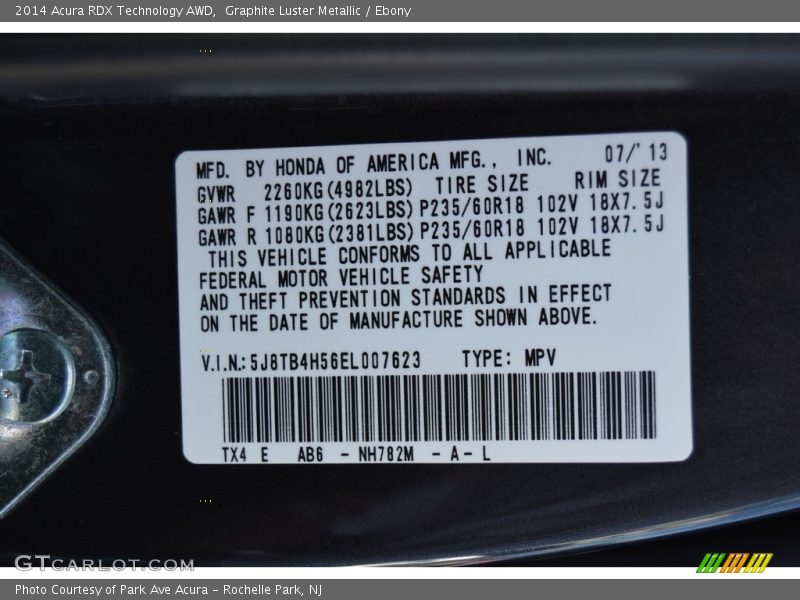 2014 Acura RDX Technology AWD,  Graphite Luster Metallic / Ebony
MFD. BY HONDA OF AMERICA MFG., INC. 07/'13
GVWR 2260KG(4982LBS) TIRE SIZE RIM SIZE
GAWR F 1190KG(2623LBS) P235/60R18 102V 18X7.5J
GAWR R 1080KG(2381LBS) P235/60R18 102V 18X7.5J
THIS VEHICLE CONFORMS TO ALL APPLICABLE
FEDERAL MOTOR VEHICLE SAFETY
AND THEFT PREVENTION STANDARDS IN EFFECT
ON THE DATE OF MANUFACTURE SHOWN ABOVE.
V.I.N.: 5J8TB4H56EL007623 TYPE: MPV
TX4 E AB6 - NH782M - A - L
GTCARLOT.COM
Photo Courtesy of Park Ave Acura - Rochelle Park, NJ